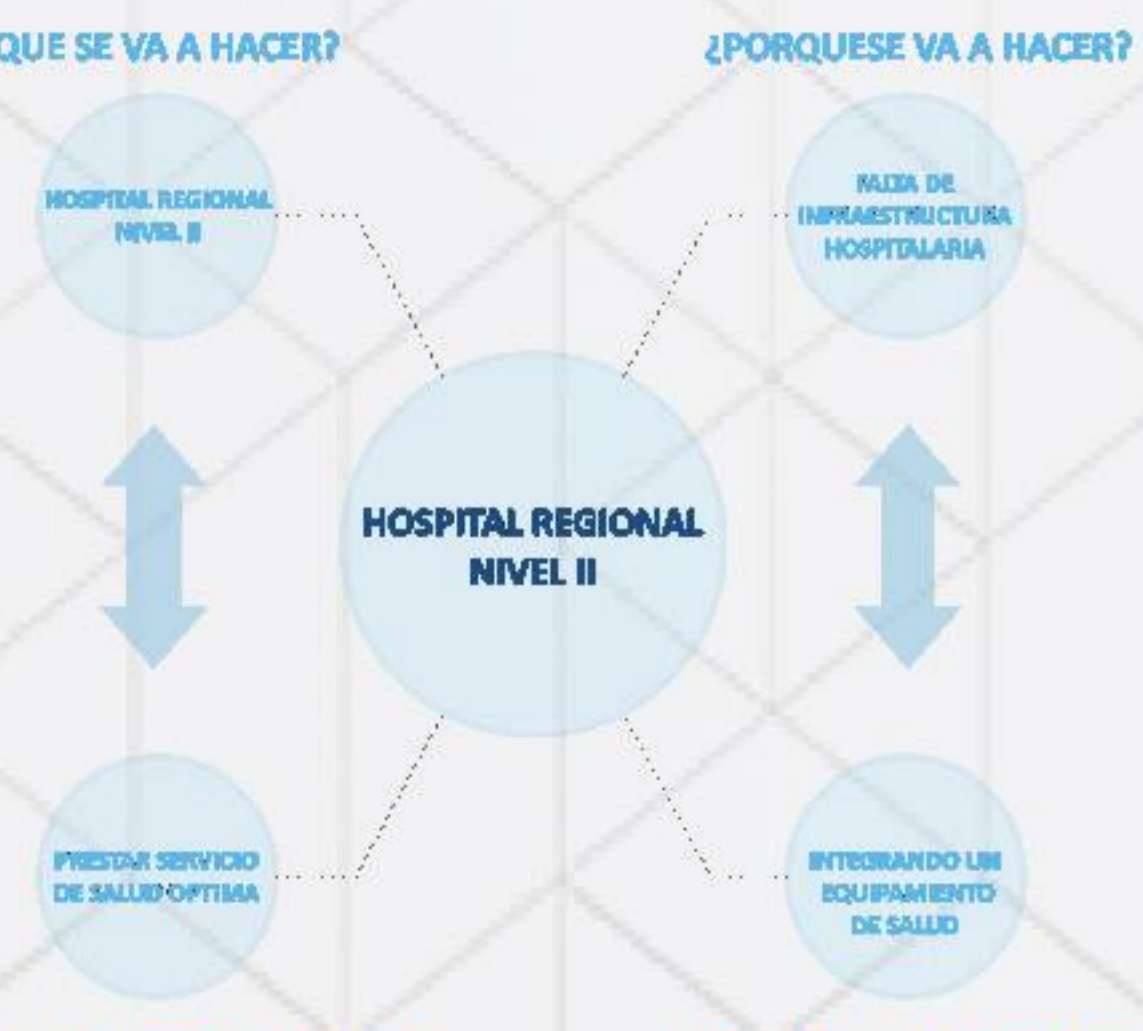 QUE SE VA A HACER?
¿PORQUESE VA A HACER?
HOSPITAL REGIONAL
NIVEL II
FALTA DE
INFRAESTRUCTURA
HOSPITALARIA
HOSPITAL REGIONAL
NIVEL II
PRESTAR SERVICIO
DE SALUD OPTIMA
INTEGRANDO UN
EQUIPAMIENTO
DE SALUD